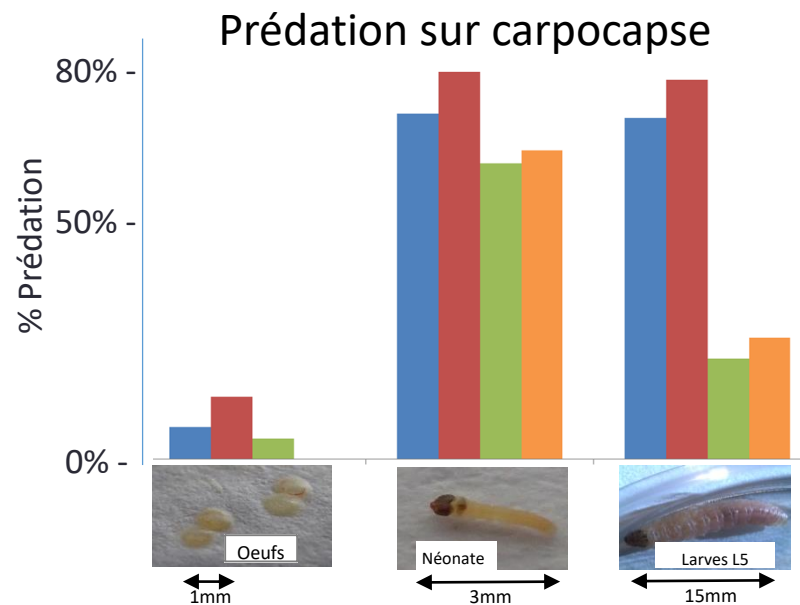 Prédation sur carpocapse
80% -
50% -
0% -
% Prédation
Oeufs
Néonate
Larves L5
1mm
3mm
15mm